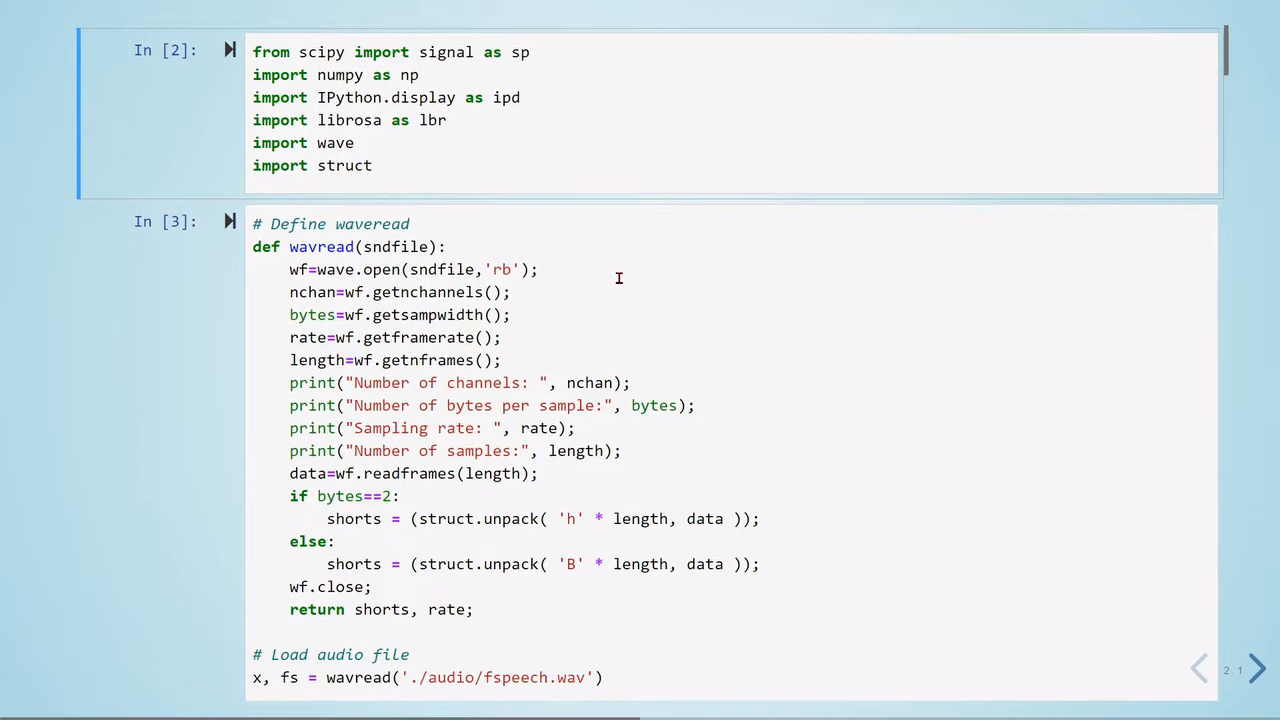 In [2]:
from scipy import signal as sp
import numpy as np
import IPython.display as ipd
import librosa as lbr
import wave
import struct
In [3]:
# Define waveread
def wavread(sndfile):
    wf=wave.open(sndfile,'rb');
    nchan=wf.getnchannels();
    bytes=wf.getsampwidth();
    rate=wf.getframerate();
    length=wf.getnframes();
    print("Number of channels: ", nchan);
    print("Number of bytes per sample:", bytes);
    print("Sampling rate: ", rate);
    print("Number of samples:", length);
    data=wf.readframes(length);
    if bytes==2:
        shorts = (struct.unpack( 'h' * length, data ));
    else:
        shorts = (struct.unpack( 'B' * length, data ));
    wf.close;
    return shorts, rate;
# Load audio file
x, fs = wavread('./audio/fspeech.wav')
2.1